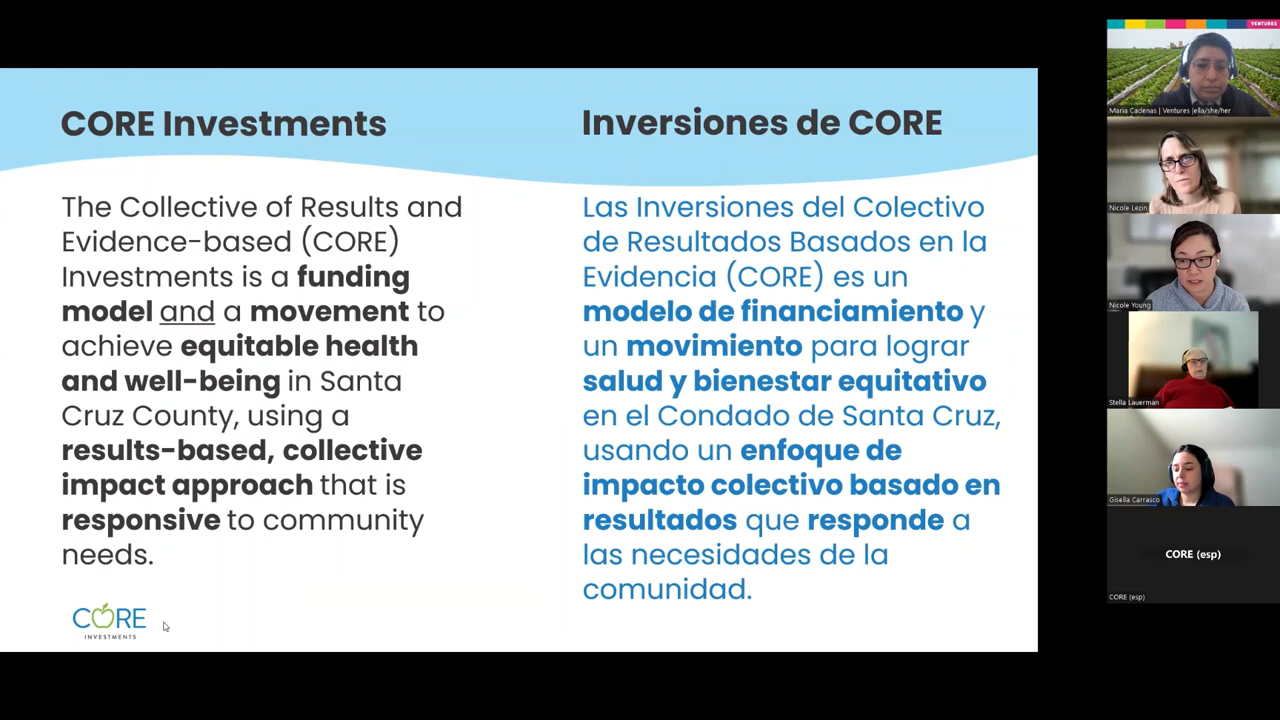 CORE Investments
The Collective of Results and
Evidence-based (CORE)
Investments is a funding
model and a movement to
achieve equitable health
and well-being in Santa
Cruz County, using a
results-based, collective
impact approach that is
responsive to community
needs.
CORE
INVESTMENTS
Inversiones de CORE
Las Inversiones del Colectivo
de Resultados Basados en la
Evidencia (CORE) es un
modelo de financiamiento y
un movimiento para lograr
salud y bienestar equitativo
en el Condado de Santa Cruz,
usando un enfoque de
impacto colectivo basado en
resultados que responde a
las necesidades de la
comunidad.
VENTURES
Maria Cadenas | Ventures |ella/she/her
Nicole Lezin
Nicole Young
Stella Lauerman
Gisella Carrasco
CORE (esp)
CORE (esp)